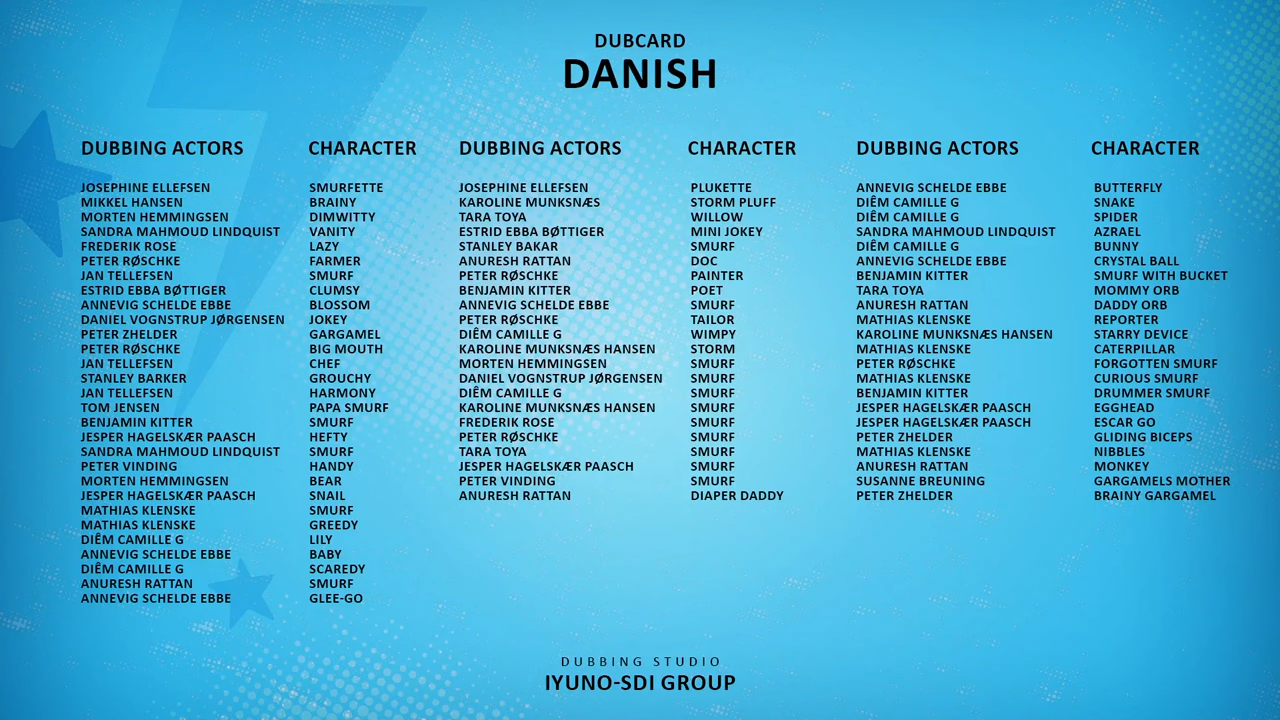 DUBCARD
DANISH
DUBBING ACTORS CHARACTER
JOSEPHINE ELLEFSEN SMURFETTE
MIKKEL HANSEN BRAINY
MORTEN HEMMINGSEN DIMWITTY
SANDRA MAHMOUD LINDQUIST VANITY
FREDERIK ROSE LAZY
PETER RØSCHKE FARMER
JAN TELLEFSEN SMURF
ESTRID EBBA BØTTIGER CLUMSY
ANNEVIG SCHELDE EBBE BLOSSOM
DANIEL VOGNSTRUP JØRGENSEN JOKEY
PETER ZHELDER GARGAMEL
PETER RØSCHKE BIG MOUTH
JAN TELLEFSEN CHEF
STANLEY BARKER GROUCHY
JAN TELLEFSEN HARMONY
TOM JENSEN PAPA SMURF
BENJAMIN KITTER SMURF
JESPER HAGELSKÆR PAASCH HEFTY
SANDRA MAHMOUD LINDQUIST SMURF
PETER VINDING HANDY
MORTEN HEMMINGSEN BEAR
JESPER HAGELSKÆR PAASCH SNAIL
MATHIAS KLENSKE SMURF
MATHIAS KLENSKE GREEDY
DIÊM CAMILLE G LILY
ANNEVIG SCHELDE EBBE BABY
DIÊM CAMILLE G SCAREDY
ANURESH RATTAN SMURF
ANNEVIG SCHELDE EBBE GLEE-GO
DUBBING ACTORS CHARACTER
JOSEPHINE ELLEFSEN PLUKETTE
KAROLINE MUNKSNÆS STORM PLUFF
TARA TOYA WILLOW
ESTRID EBBA BØTTIGER MINI JOKEY
STANLEY BAKAR SMURF
ANURESH RATTAN DOC
PETER RØSCHKE PAINTER
BENJAMIN KITTER POET
ANNEVIG SCHELDE EBBE SMURF
PETER RØSCHKE TAILOR
DIÊM CAMILLE G WIMPY
KAROLINE MUNKSNÆS HANSEN STORM
MORTEN HEMMINGSEN SMURF
DANIEL VOGNSTRUP JØRGENSEN SMURF
DIÊM CAMILLE G SMURF
KAROLINE MUNKSNÆS HANSEN SMURF
FREDERIK ROSE SMURF
PETER RØSCHKE SMURF
TARA TOYA SMURF
JESPER HAGELSKÆR PAASCH SMURF
PETER VINDING SMURF
ANURESH RATTAN DIAPER DADDY
DUBBING ACTORS CHARACTER
ANNEVIG SCHELDE EBBE BUTTERFLY
DIÊM CAMILLE G SNAKE
DIÊM CAMILLE G SPIDER
SANDRA MAHMOUD LINDQUIST AZRAEL
DIÊM CAMILLE G BUNNY
ANNEVIG SCHELDE EBBE CRYSTAL BALL
BENJAMIN KITTER SMURF WITH BUCKET
TARA TOYA MOMMY ORB
ANURESH RATTAN DADDY ORB
MATHIAS KLENSKE REPORTER
KAROLINE MUNKSNÆS HANSEN STARRY DEVICE
MATHIAS KLENSKE CATERPILLAR
PETER RØSCHKE FORGOTTEN SMURF
MATHIAS KLENSKE CURIOUS SMURF
BENJAMIN KITTER DRUMMER SMURF
JESPER HAGELSKÆR PAASCH EGGHEAD
JESPER HAGELSKÆR PAASCH ESCAR GO
PETER ZHELDER GLIDING BICEPS
MATHIAS KLENSKE NIBBLES
ANURESH RATTAN MONKEY
SUSANNE BREUNING GARGAMELS MOTHER
PETER ZHELDER BRAINY GARGAMEL
DUBBING STUDIO
IYUNO-SDI GROUP